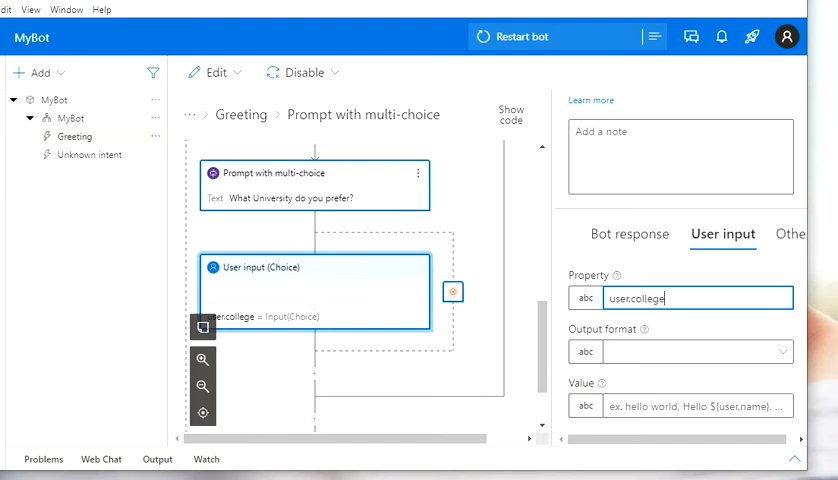 dit View Window Help
MyBot
Restart bot
Add
Edit
Disable
MyBot
MyBot
Greeting
Unknown intent
... > Greeting > Prompt with multi-choice
Show
code
Prompt with multi-choice
Text What University do you prefer?
User input (Choice)
user.college = Input(Choice)
Learn more
Add a note
Bot response User input Othe
Property
abc user.college
Output format
abc
Value
abc ex. hello world, Hello ${user.name}, ...
Problems Web Chat Output Watch